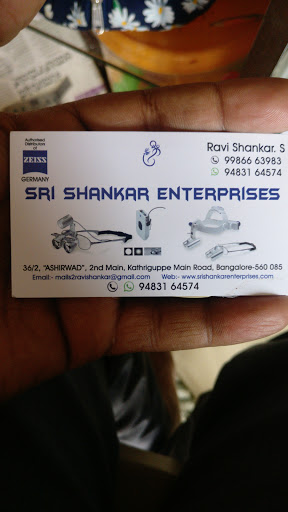 Authorised
Distributors
of
ZEISS
GERMANY
Ravi Shankar. S
99866 63983
94831 64574
SRI SHANKAR ENTERPRISES
36/2, "ASHIRWAD", 2nd Main, Kathriguppe Main Road, Bangalore-560 085
Email:- mails2ravishankar@gmail.com Web:- www.srishankarenterprises.com
94831 64574